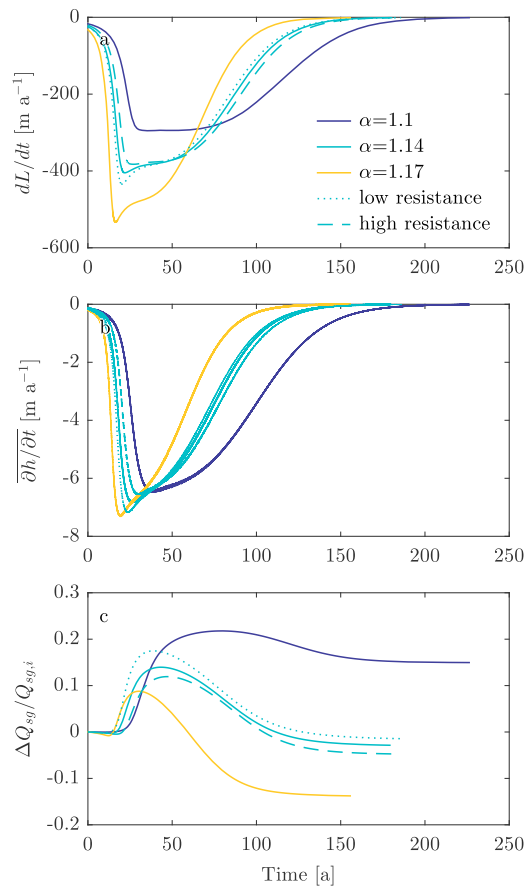 0
-200
-400
-600
dL/dt [m a⁻¹]
a
α=1.1
α=1.14
α=1.17
low resistance
high resistance
0 50 100 150 200 250
0
-2
-4
-6
-8
∂h/∂t [m a⁻¹]
b
0 50 100 150 200 250
0.3
0.2
0.1
0
-0.1
-0.2
ΔQsg/Qsg,i
c
0 50 100 150 200 250
Time [a]